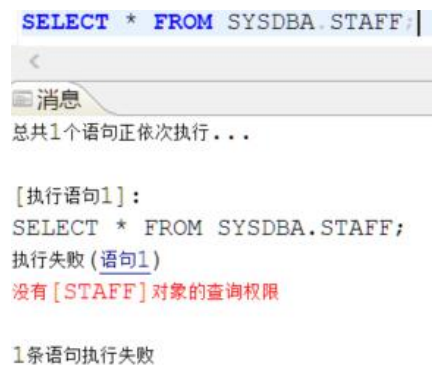 SELECT * FROM SYSDBA.STAFF;
消息
总共1个语句正依次执行...
[执行语句1]:
SELECT * FROM SYSDBA.STAFF;
执行失败(语句1)
没有[STAFF]对象的查询权限
1条语句执行失败